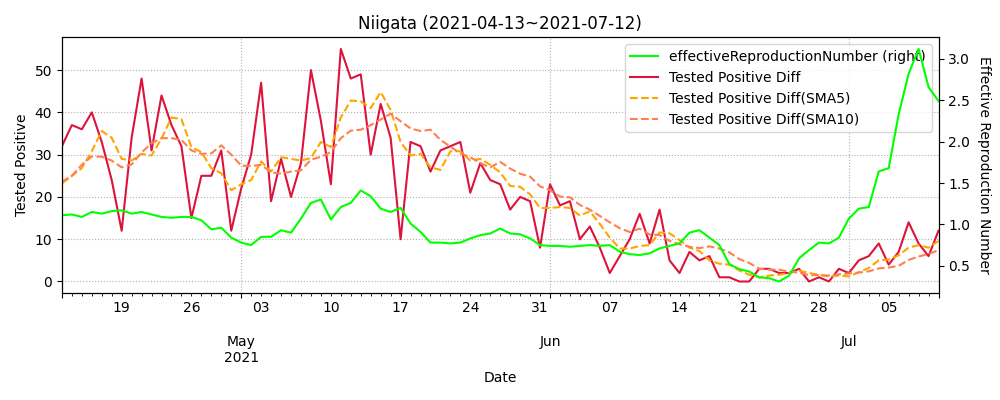 Niigata (2021-04-13~2021-07-12)
effectiveReproductionNumber (right)
Tested Positive Diff
Tested Positive Diff(SMA5)
Tested Positive Diff(SMA10)
Tested Positive
50
40
30
20
10
0
3.0
2.5
2.0
1.5
1.0
0.5
Effective Reproduction Number
19 26 03 10 17 24 31 07 14 21 28 05
May Jun Jul
2021
Date